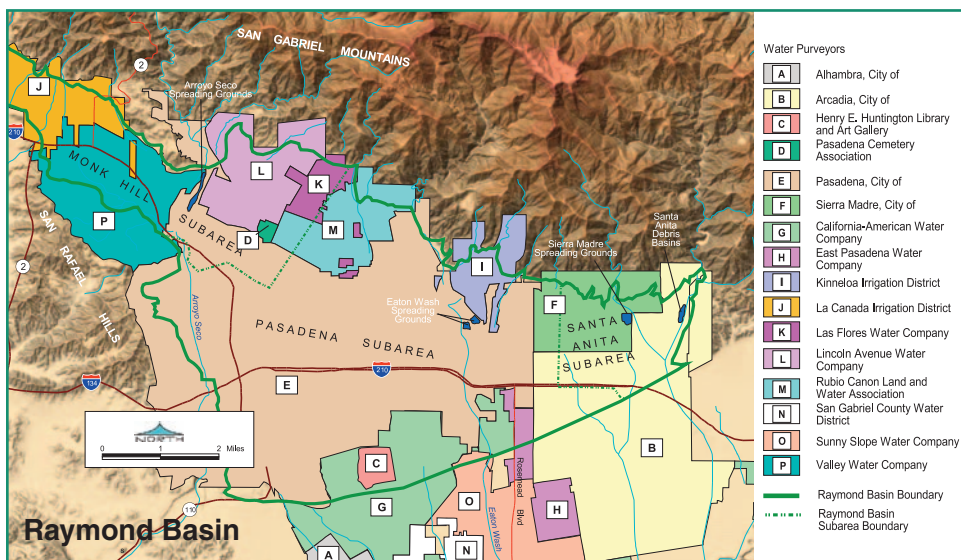 SAN GABRIEL MOUNTAINS
2
Arroyo Seco
Spreading Grounds
J
210
MONK HILL
SUBAREA
L
K
P
D
M
SAN RAFAEL HILLS
2
I
Sierra Madre
Spreading Grounds
Santa
Anita
Debris
Basins
F
Eaton Wash
Spreading
Grounds
SANTA
ANITA
SUBAREA
Arroyo Seco
PASADENA SUBAREA
134
E
210
NORTH
0 1 2 Miles
C
B
G
O
H
Rosemead Blvd
Eaton Wash
110
A
N
Raymond Basin
Water Purveyors
A Alhambra, City of
B Arcadia, City of
C Henry E. Huntington Library
and Art Gallery
D Pasadena Cemetery
Association
E Pasadena, City of
F Sierra Madre, City of
G California-American Water
Company
H East Pasadena Water
Company
I Kinneloa Irrigation District
J La Canada Irrigation District
K Las Flores Water Company
L Lincoln Avenue Water
Company
M Rubio Canon Land and
Water Association
N San Gabriel County Water
District
O Sunny Slope Water Company
P Valley Water Company
Raymond Basin Boundary
Raymond Basin
Subarea Boundary